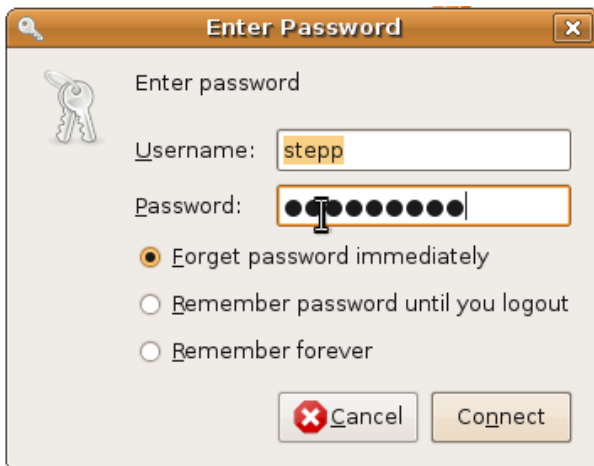 Enter Password
Enter password
Username: stepp
Password: ●●●●●●●●●
Forget password immediately
Remember password until you logout
Remember forever
Cancel Connect